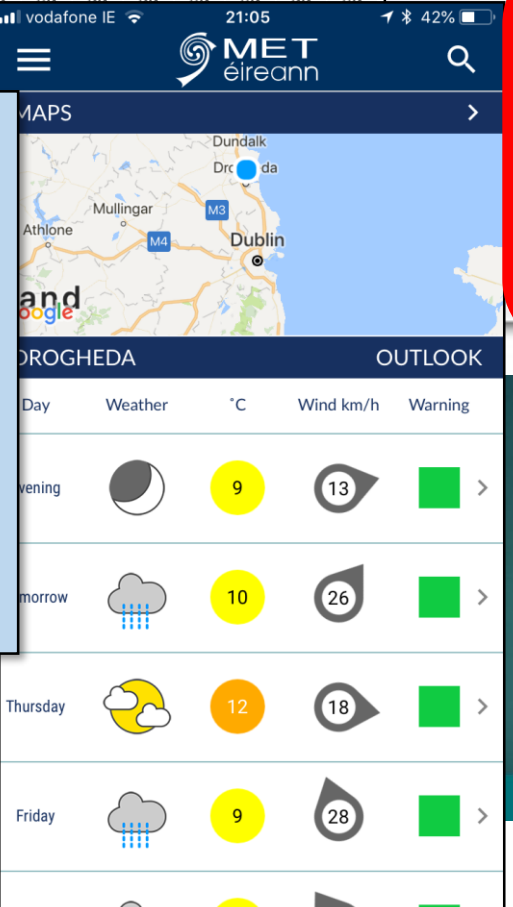 vodafone IE 21:05 42%
MET
éireann
MAPS
Dundalk
Mullingar
M3
Athlone
M4
Dublin
DROGHEDA OUTLOOK
Day Weather °C Wind km/h Warning
vening 9 13
morrow 10 26
Thursday 12 18
Friday 9 28